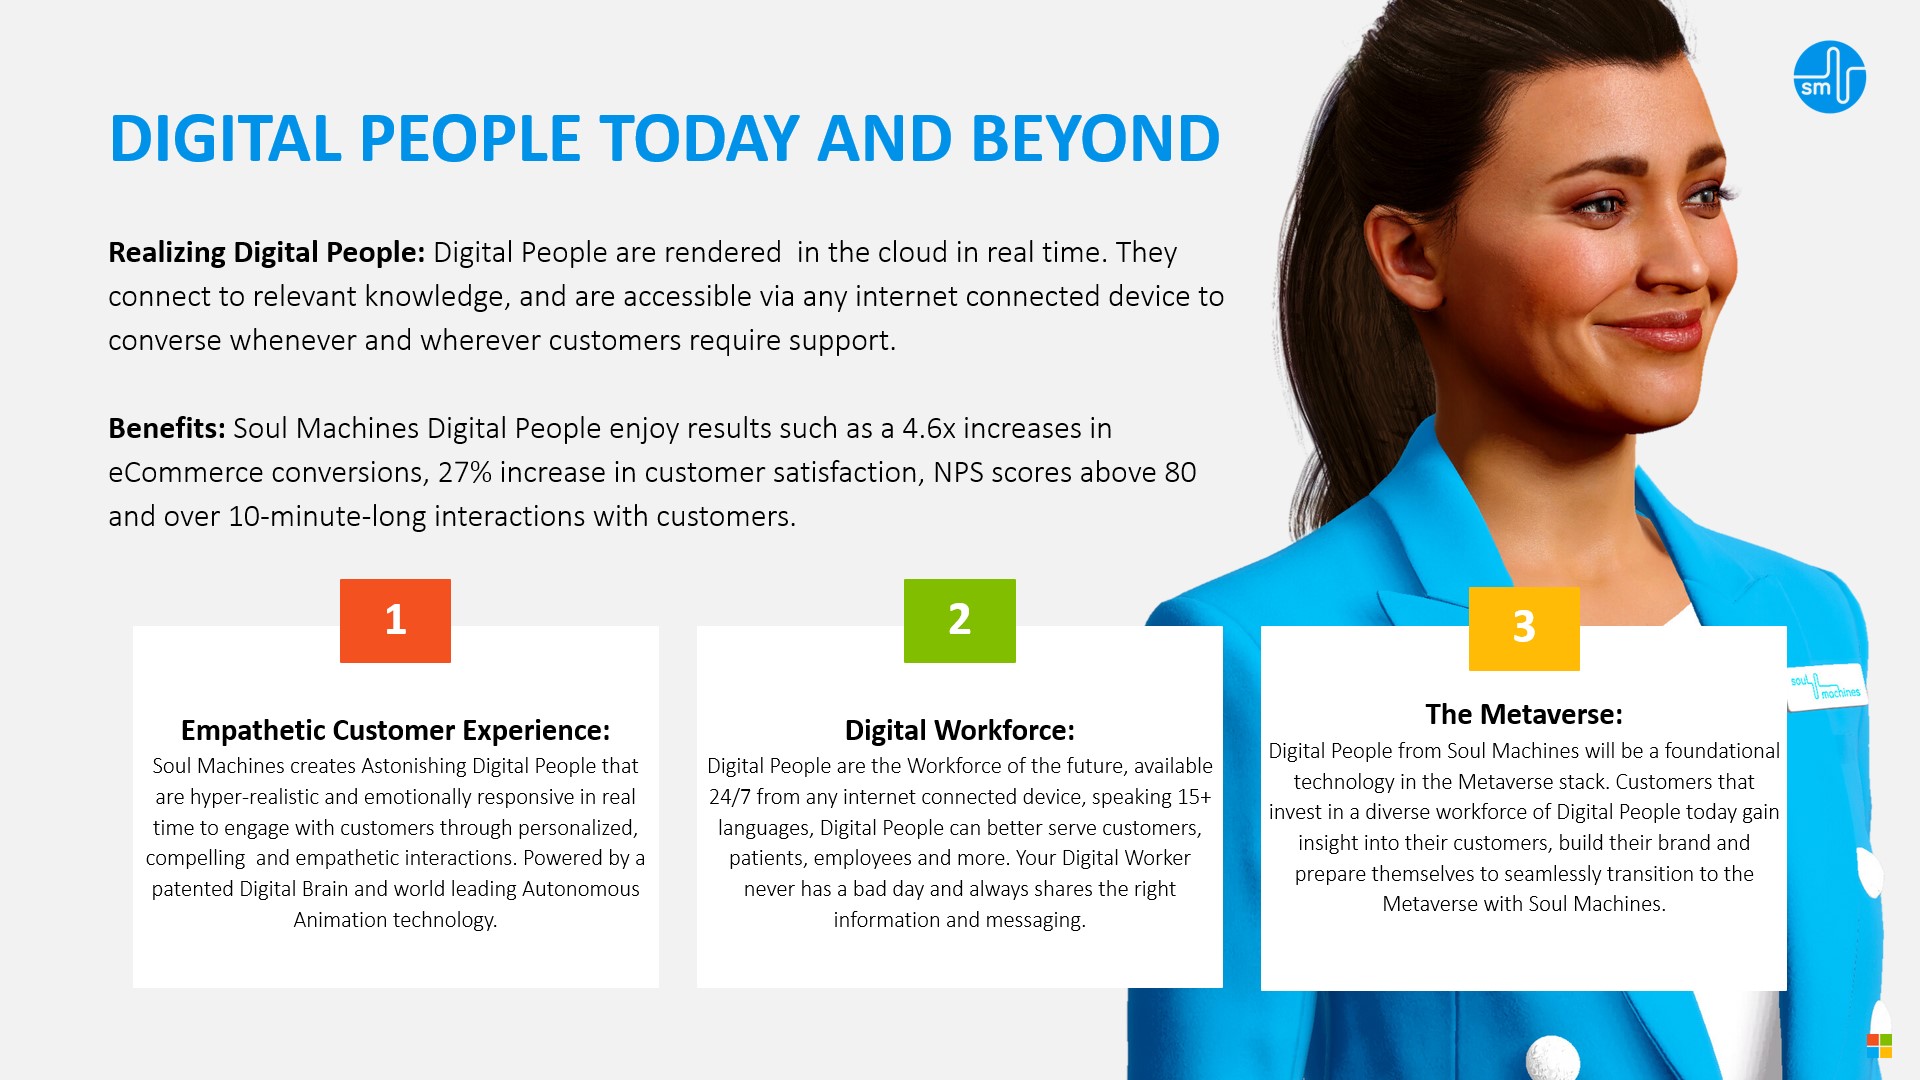 sm
DIGITAL PEOPLE TODAY AND BEYOND
Realizing Digital People: Digital People are rendered  in the cloud in real time. They
connect to relevant knowledge, and are accessible via any internet connected device to
converse whenever and wherever customers require support.
Benefits: Soul Machines Digital People enjoy results such as a 4.6x increases in
eCommerce conversions, 27% increase in customer satisfaction, NPS scores above 80
and over 10-minute-long interactions with customers.
1
Empathetic Customer Experience:
Soul Machines creates Astonishing Digital People that
are hyper-realistic and emotionally responsive in real
time to engage with customers through personalized,
compelling  and empathetic interactions. Powered by a
patented Digital Brain and world leading Autonomous
Animation technology.
2
Digital Workforce:
Digital People are the Workforce of the future, available
24/7 from any internet connected device, speaking 15+
languages, Digital People can better serve customers,
patients, employees and more. Your Digital Worker
never has a bad day and always shares the right
information and messaging.
3
The Metaverse:
Digital People from Soul Machines will be a foundational
technology in the Metaverse stack. Customers that
invest in a diverse workforce of Digital People today gain
insight into their customers, build their brand and
prepare themselves to seamlessly transition to the
Metaverse with Soul Machines.
soul
machines